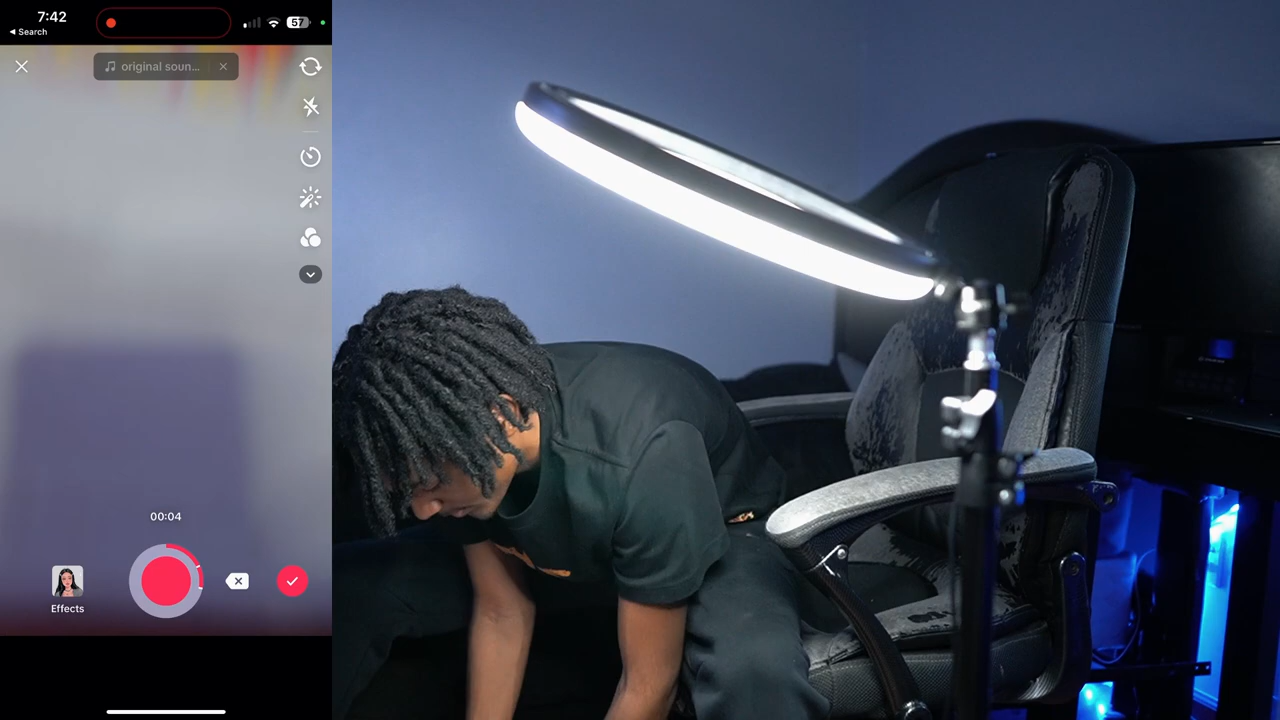 7:42
57
◀ Search
original soun...
00:04
Effects